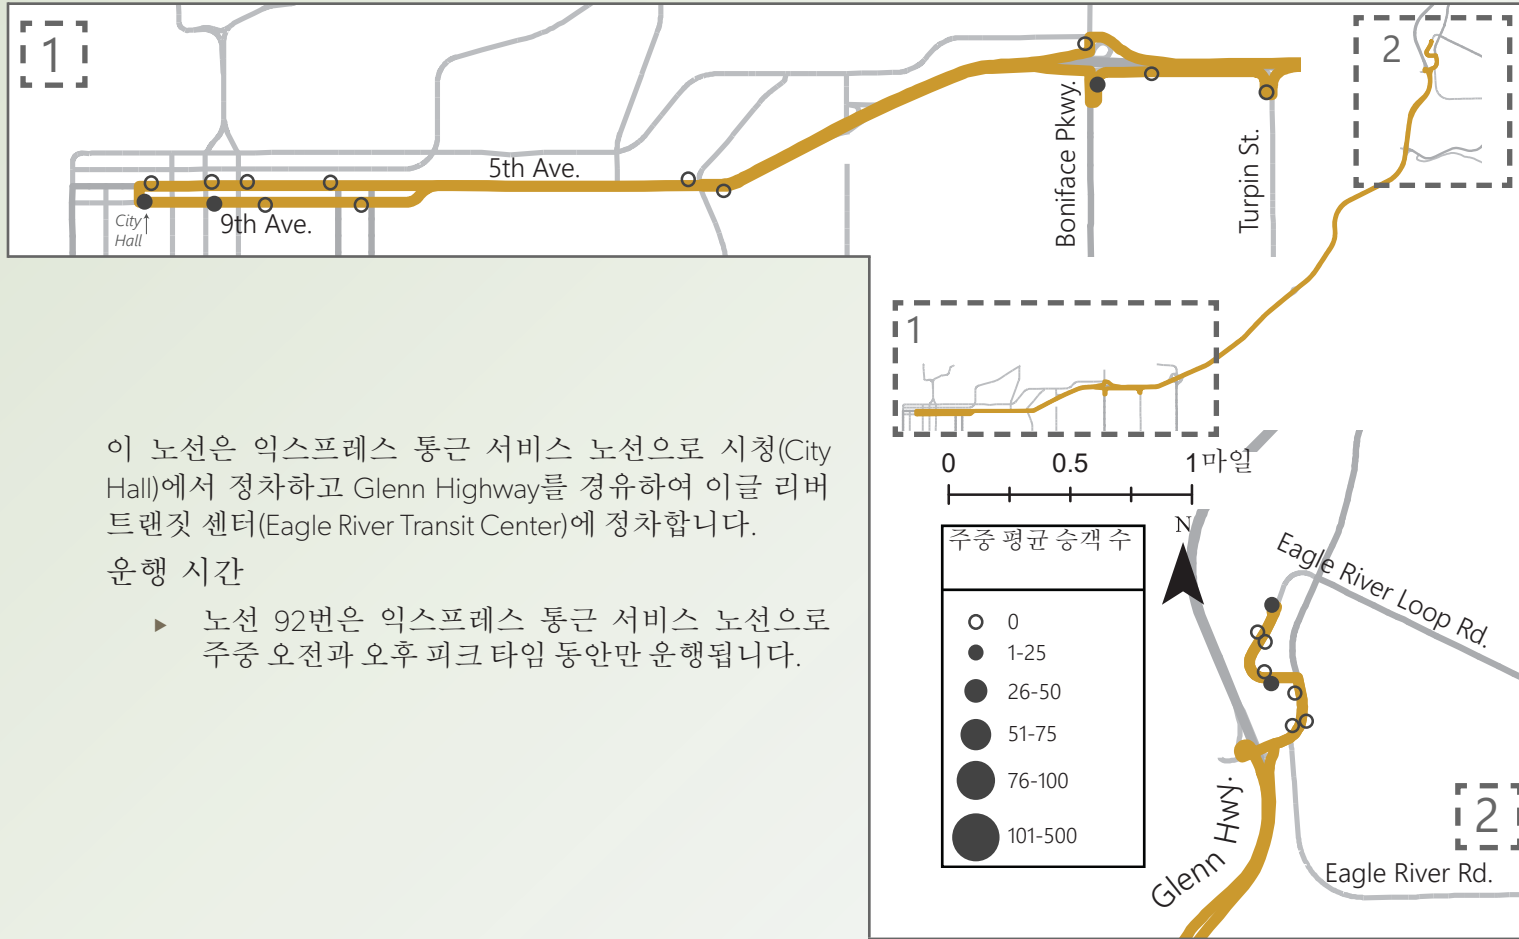 1
5th Ave.
9th Ave.
City↑
Hall
Boniface Pkwy.
Turpin St.
2
1
이 노선은 익스프레스 통근 서비스 노선으로 시청(City
Hall)에서 정차하고 Glenn Highway를 경유하여 이글 리버
트랜짓 센터(Eagle River Transit Center)에 정차합니다.
운행 시간
▶ 노선 92번은 익스프레스 통근 서비스 노선으로
주중 오전과 오후 피크 타임 동안만 운행됩니다.
0 0.5 1마일
주중 평균 승객 수
0
1-25
26-50
51-75
76-100
101-500
N
Eagle River Loop Rd.
Glenn Hwy.
2
Eagle River Rd.